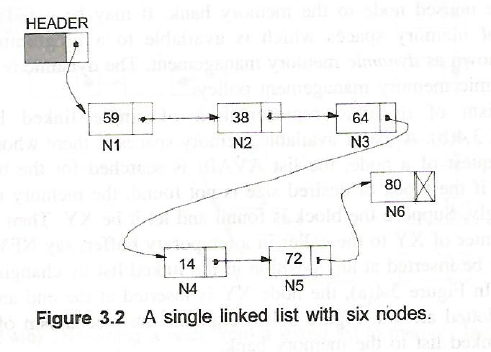 HEADER
59
38
64
N1
N2
N3
80
N6
14
72
N4
N5
Figure 3.2 A single linked list with six nodes.